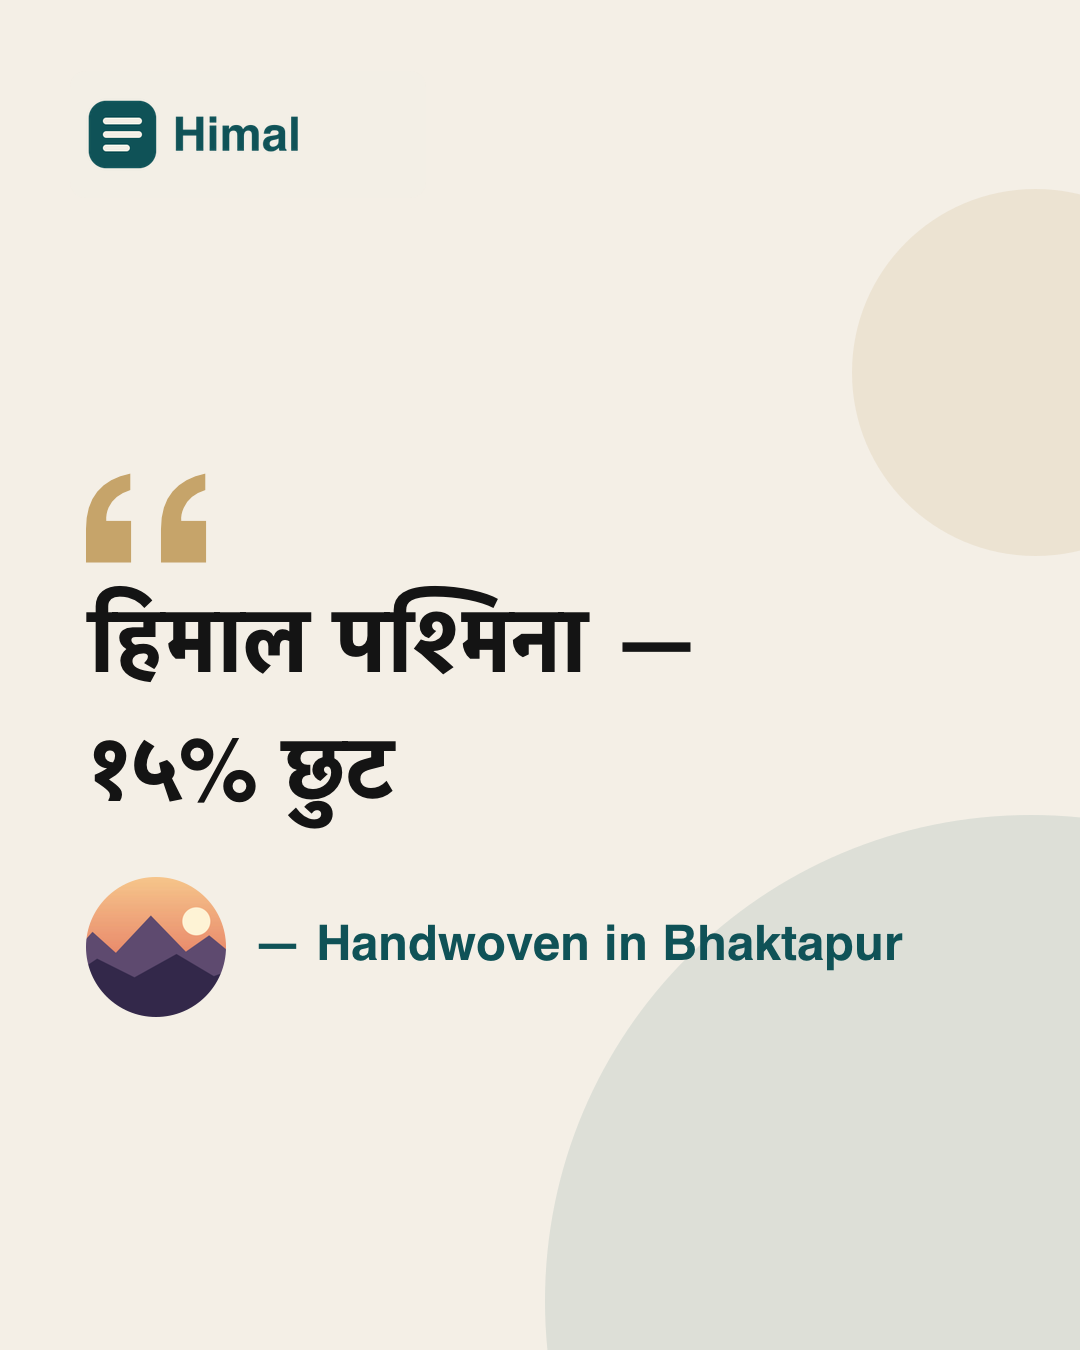 Himal
“
हिमाल पश्मिना —
१५% छुट
— Handwoven in Bhaktapur